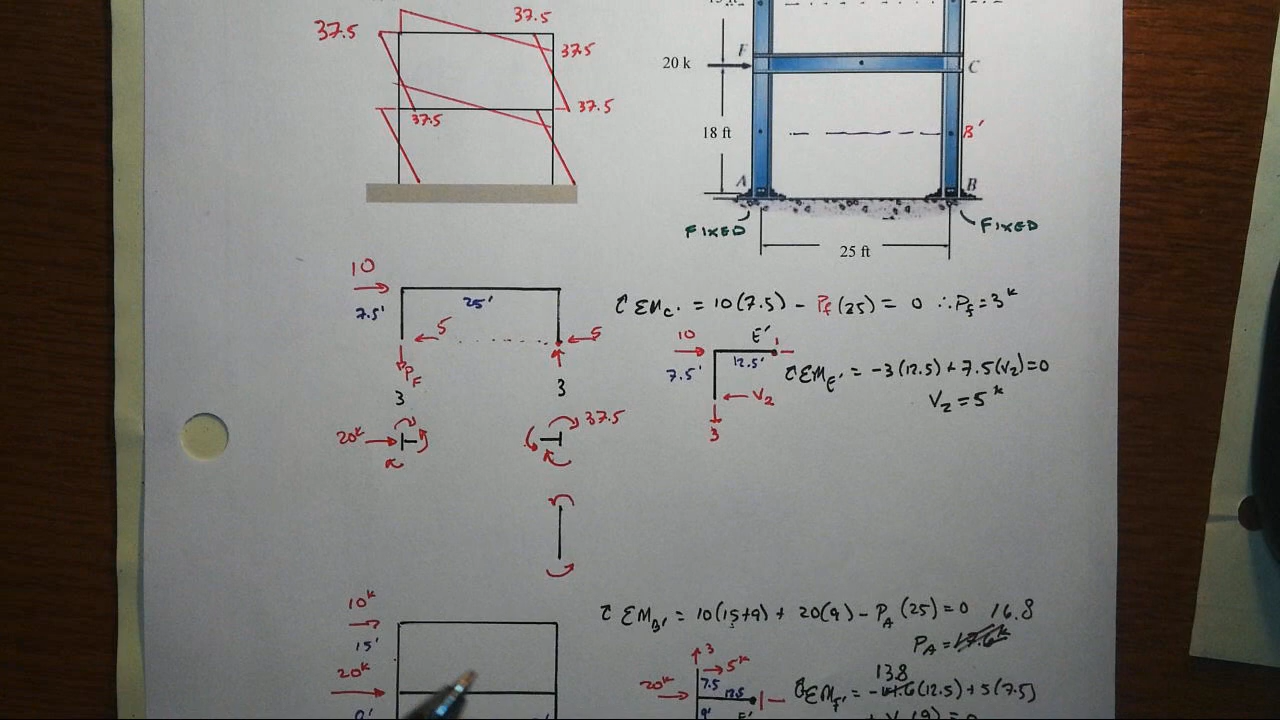 15 ft
37.5
37.5
37.5
F
20 k
C
37.5
37.5
18 ft
B'
A
B
FIXED
FIXED
25 ft
10
25'
7.5'
5
5
P_F
3
3
↻ ΣM_C' = 10(7.5) - P_f(25) = 0 ∴ P_f = 3^k
10
E'
7.5'
12.5'
V_2
3
↻ ΣM_E' = -3(12.5) + 7.5(V_2) = 0
V_2 = 5^k
20^k
37.5
10^k
15'
20^k
9'
↻ ΣM_B' = 10(15+9) + 20(9) - P_A(25) = 0 16.8
P_A =
3
5^k
20^k
7.5
12.5
9'
13.8
ΣM_F' = (12.5) + 5(7.5)